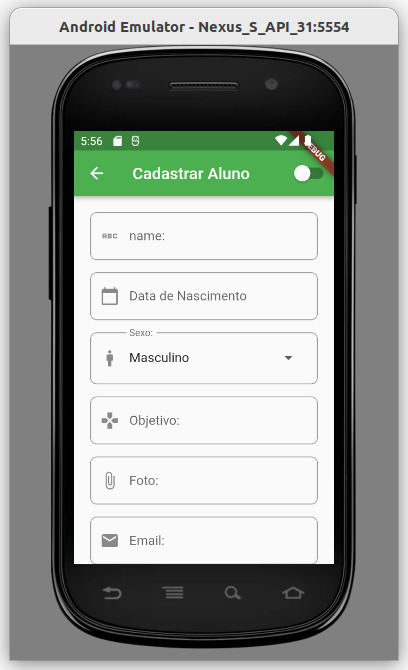 Android Emulator - Nexus_S_API_31:5554
5:56
DEBUG
Cadastrar Aluno
ABC name:
Data de Nascimento
Sexo:
Masculino
Objetivo:
Foto:
Email: